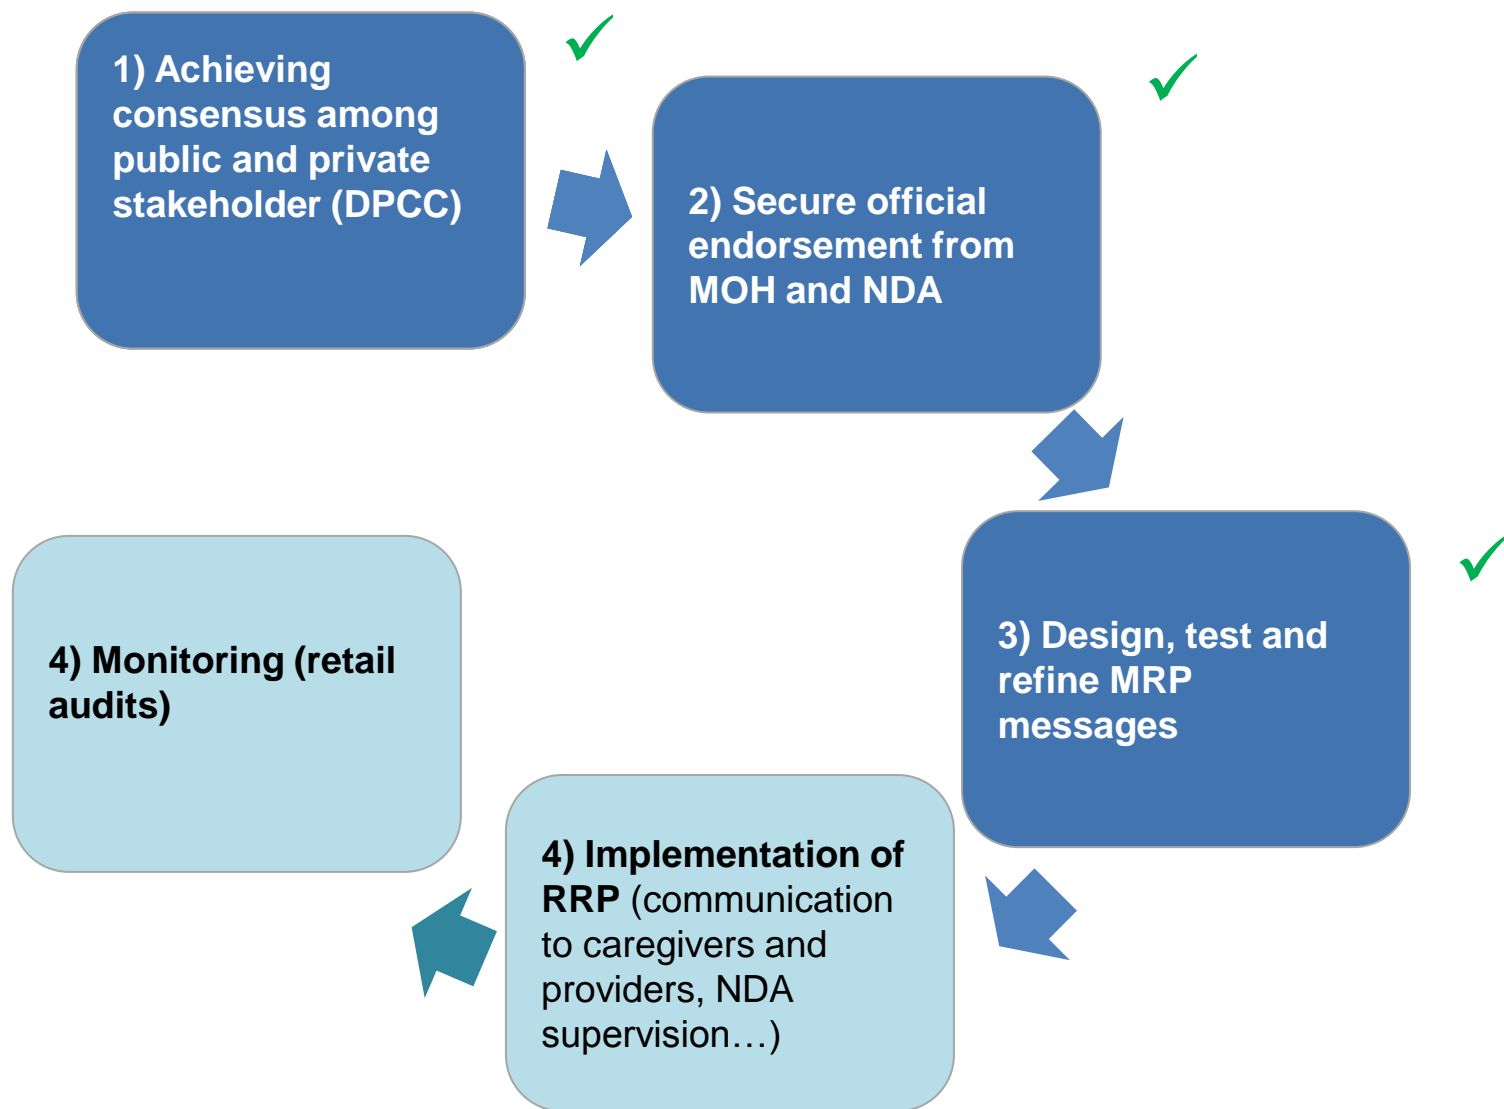 1) Achieving
consensus among
public and private
stakeholder (DPCC)
2) Secure official
endorsement from
MOH and NDA
3) Design, test and
refine MRP
messages
4) Implementation of
RRP (communication
to caregivers and
providers, NDA
supervision…)
4) Monitoring (retail
audits)